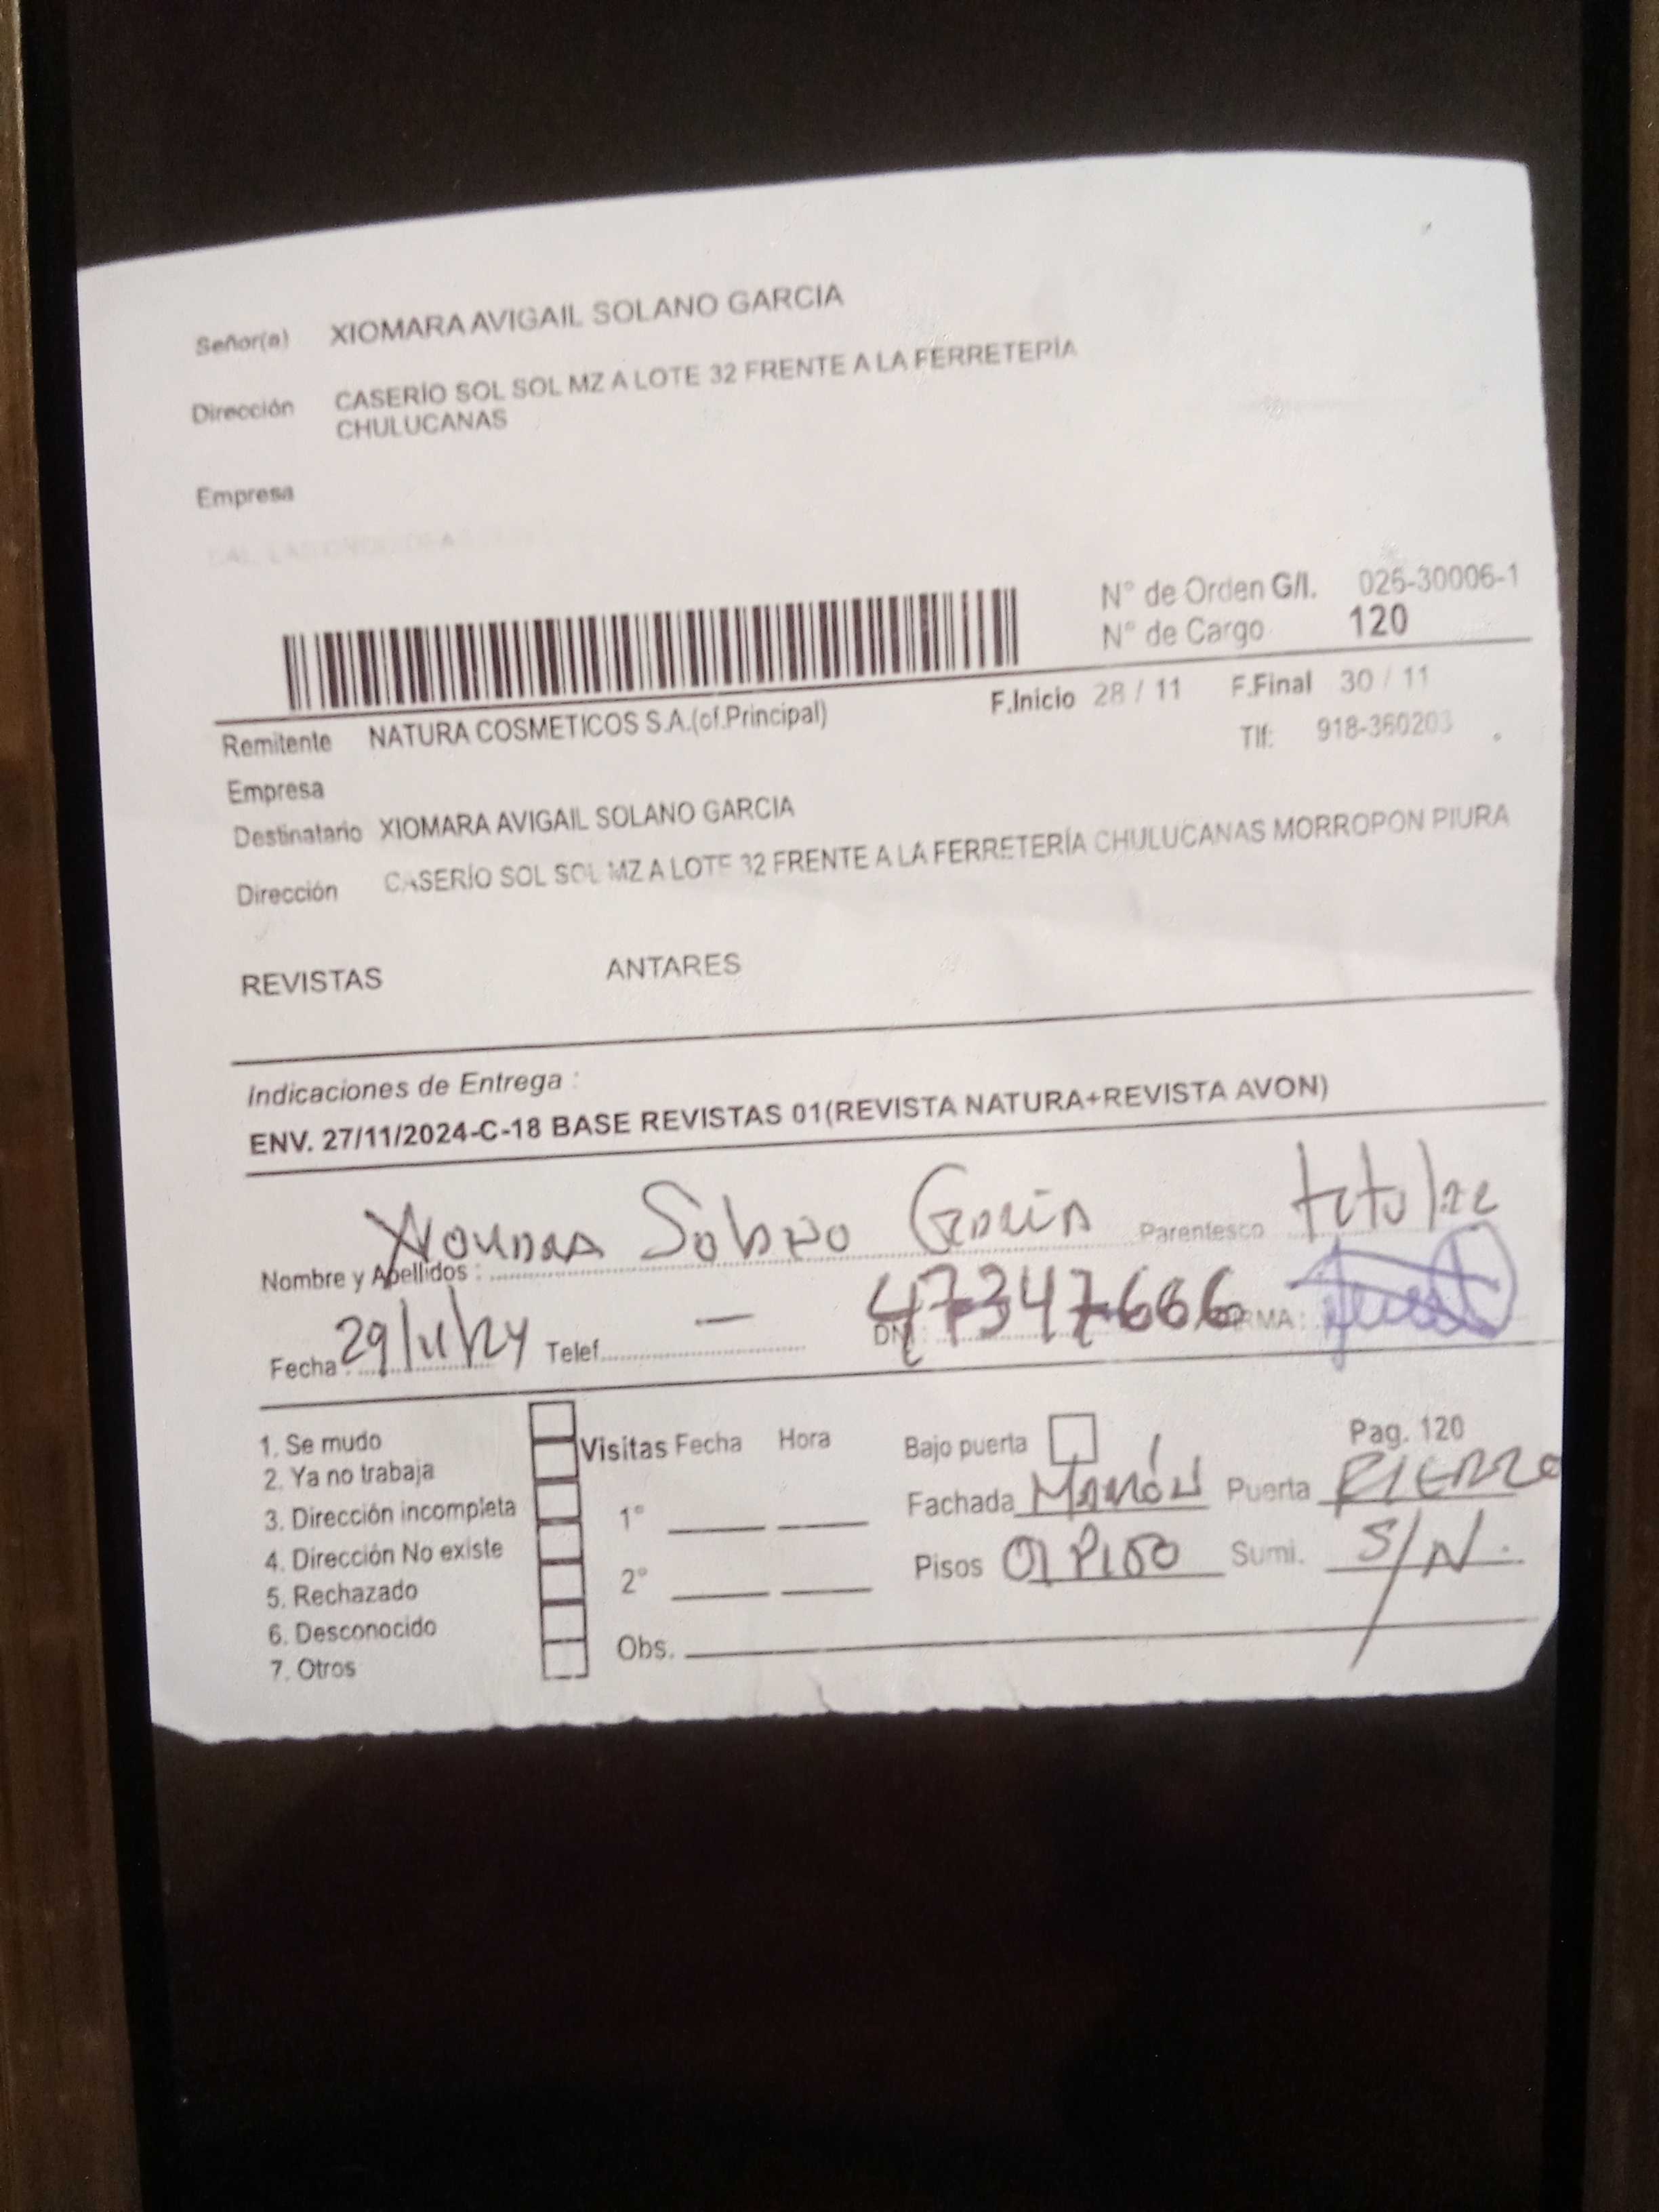 Señor(a) XIOMARA AVIGAIL SOLANO GARCIA
Dirección CASERÍO SOL SOL MZ A LOTE 32 FRENTE A LA FERRETERÍA
CHULUCANAS
Empresa
N° de Orden G/I. 026-30006-1
N° de Cargo 120
F.Inicio 28 / 11 F.Final 30 / 11
Remitente NATURA COSMETICOS S.A.(of.Principal) Tlf: 918-360203
Empresa
Destinatario XIOMARA AVIGAIL SOLANO GARCIA
Dirección CASERÍO SOL SOL MZ A LOTE 32 FRENTE A LA FERRETERÍA CHULUCANAS MORROPON PIURA
REVISTAS ANTARES
Indicaciones de Entrega :
ENV. 27/11/2024-C-18 BASE REVISTAS 01(REVISTA NATURA+REVISTA AVON)
Nombre y Apellidos : Xiomara Solano Garcia Parentesco titular
Fecha : 29/11/24 Telef. — DNI : 47347666 FIRMA :
1. Se mudo
2. Ya no trabaja
3. Dirección incompleta
4. Dirección No existe
5. Rechazado
6. Desconocido
7. Otros
Visitas Fecha Hora
1°
2°
Obs.
Bajo puerta Pag. 120
Fachada Marrón Puerta FIERRO
Pisos 01 PISO Sumi. S/N.